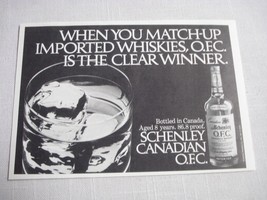 WHEN YOU MATCH-UP
IMPORTED WHISKIES, O.F.C.
IS THE CLEAR WINNER.
Bottled in Canada.
Aged 8 years. 86.8 proof.
SCHENLEY
CANADIAN
O.F.C.
Schenley
O.F.C.